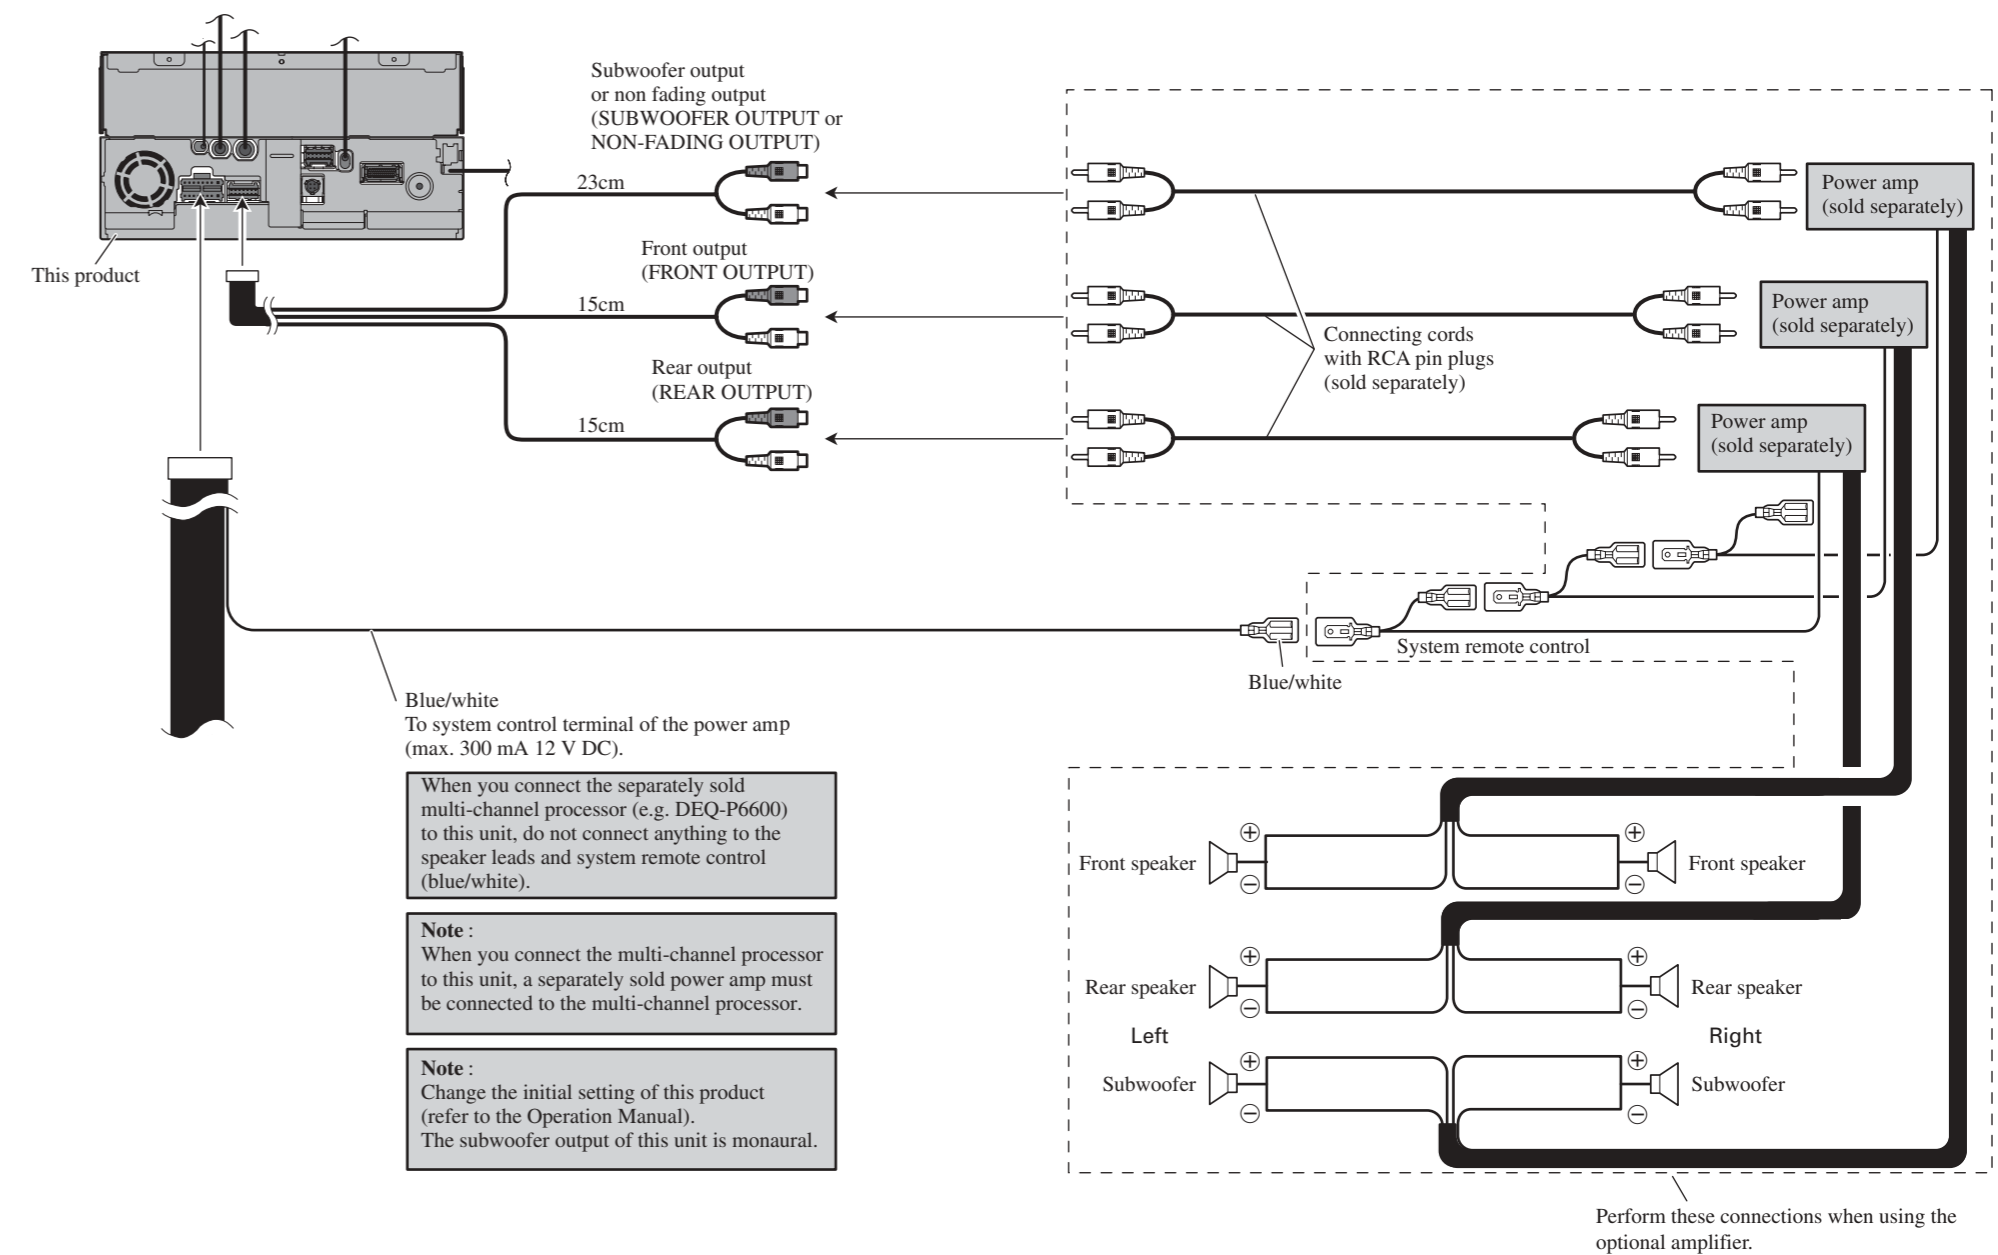 Subwoofer output
or non fading output
(SUBWOOFER OUTPUT or
NON-FADING OUTPUT)
23cm
Front output
(FRONT OUTPUT)
15cm
Rear output
(REAR OUTPUT)
15cm
This product
Power amp
(sold separately)
Power amp
(sold separately)
Power amp
(sold separately)
Connecting cords
with RCA pin plugs
(sold separately)
System remote control
Blue/white
Blue/white
To system control terminal of the power amp
(max. 300 mA 12 V DC).
When you connect the separately sold
multi-channel processor (e.g. DEQ-P6600)
to this unit, do not connect anything to the
speaker leads and system remote control
(blue/white).
Note :
When you connect the multi-channel processor
to this unit, a separately sold power amp must
be connected to the multi-channel processor.
Note :
Change the initial setting of this product
(refer to the Operation Manual).
The subwoofer output of this unit is monaural.
+ +
Front speaker Front speaker
− −
+ +
Rear speaker Rear speaker
− −
Left Right
+ +
Subwoofer Subwoofer
− −
Perform these connections when using the
optional amplifier.